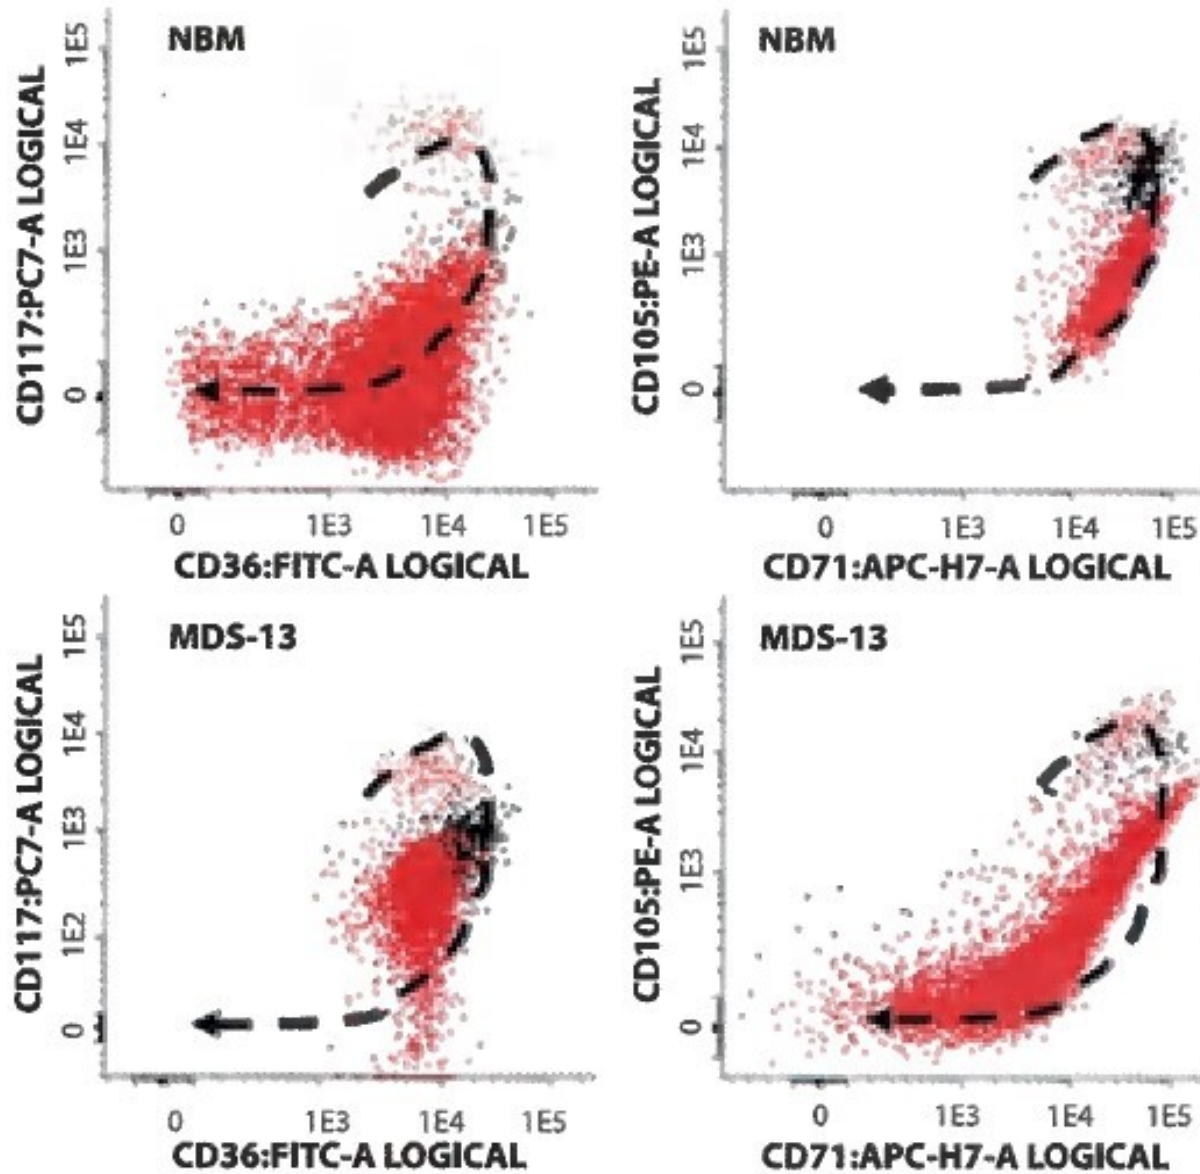 NBM
CD117:PC7-A LOGICAL
1E5
1E4
1E3
0
0 1E3 1E4 1E5
CD36:FITC-A LOGICAL
NBM
CD105:PE-A LOGICAL
1E5
1E4
1E3
0
0 1E3 1E4 1E5
CD71:APC-H7-A LOGICAL
MDS-13
CD117:PC7-A LOGICAL
1E5
1E4
1E3
1E2
0
0 1E3 1E4 1E5
CD36:FITC-A LOGICAL
MDS-13
CD105:PE-A LOGICAL
1E5
1E4
1E3
0
0 1E3 1E4 1E5
CD71:APC-H7-A LOGICAL